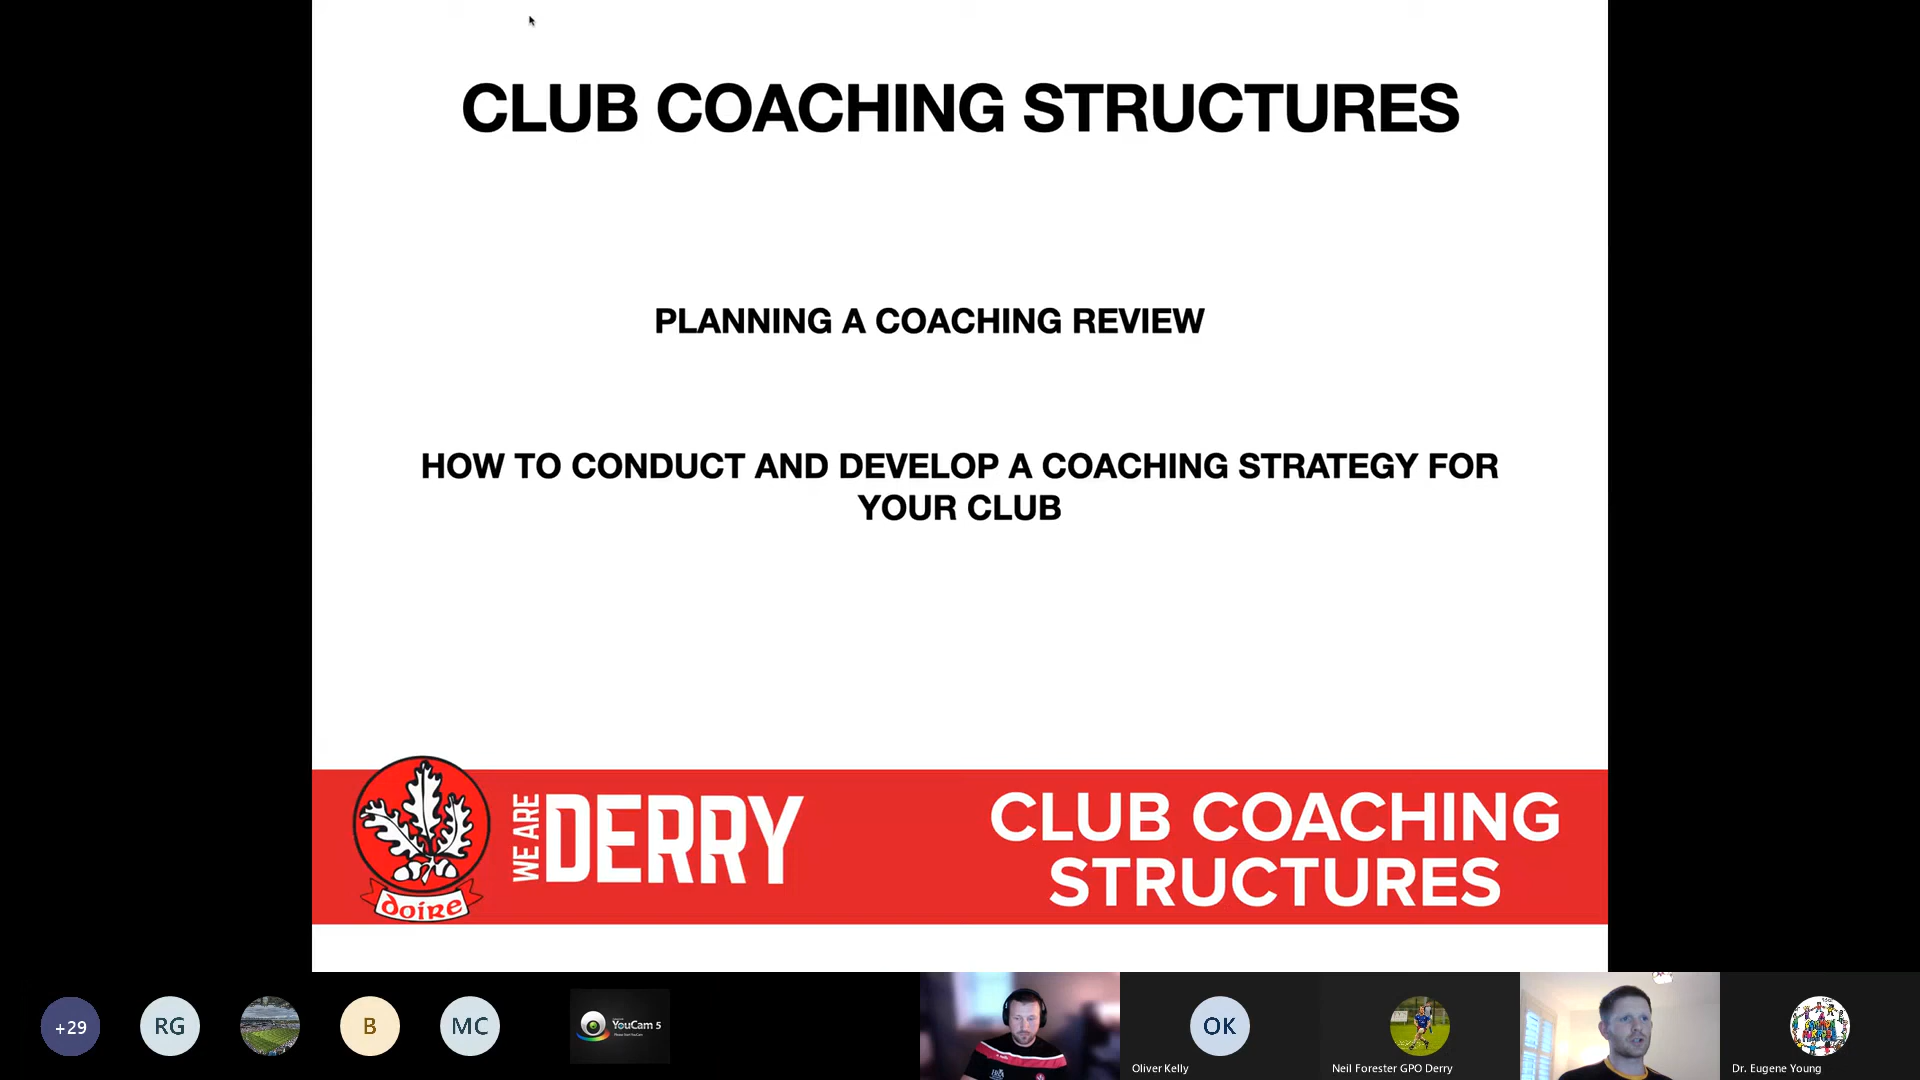 CLUB COACHING STRUCTURES
PLANNING A COACHING REVIEW
HOW TO CONDUCT AND DEVELOP A COACHING STRATEGY FOR
YOUR CLUB
doire
WE ARE
DERRY
CLUB COACHING
STRUCTURES
+29
RG
B
MC
YouCam 5
OK
Oliver Kelly
Neil Forester GPO Derry
Dr. Eugene Young